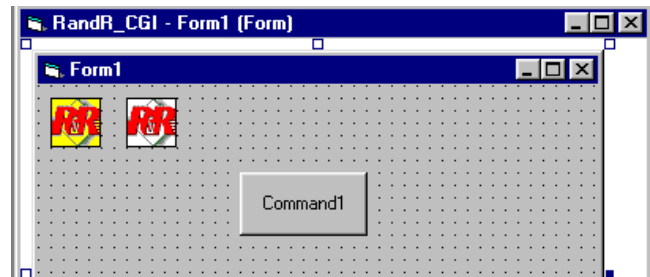 RandR_CGI - Form1 (Form)
Form1
R&R R&R
Command1